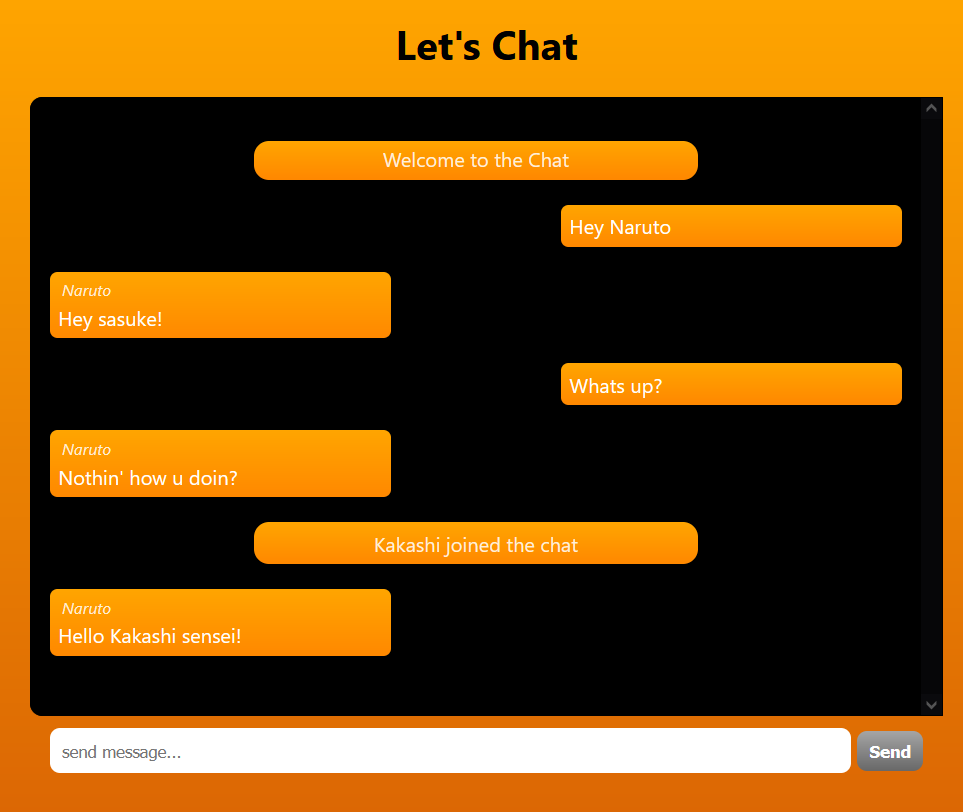 Let's Chat
Welcome to the Chat
Hey Naruto
Naruto
Hey sasuke!
Whats up?
Naruto
Nothin' how u doin?
Kakashi joined the chat
Naruto
Hello Kakashi sensei!
send message...
Send